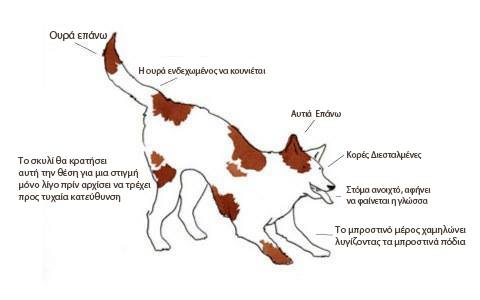 Ουρά επάνω
Η ουρά ενδεχωμένος να κουνιέται
Αυτιά Επάνω
Κορές Διεσταλμένες
Το σκυλί θα κρατήσει
αυτή την θέση για μια στιγμή
μόνο λίγο πρίν αρχίσει να τρέχει
προς τυχαία κατεύθυνση
Στόμα ανοιχτό, αφήνει
να φαίνεται η γλώσσα
Το μπροστινό μέρος χαμηλώνει
λυγίζοντας τα μπροστινά πόδια